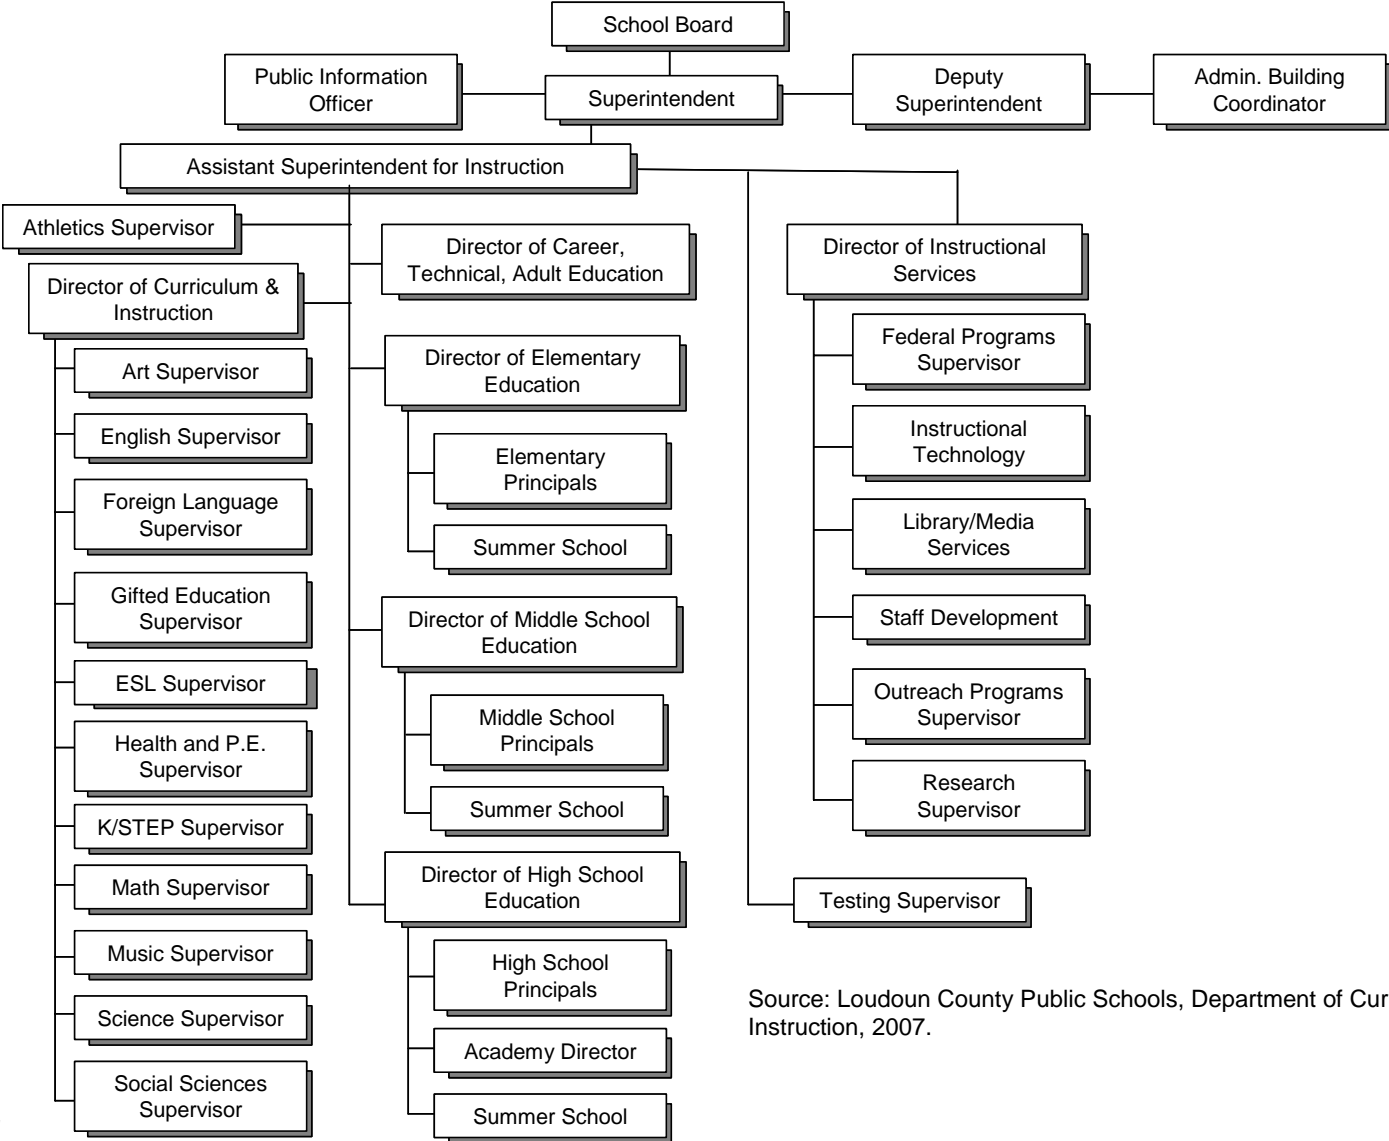 School Board
Public Information
Officer
Superintendent
Deputy
Superintendent
Admin. Building
Coordinator
Assistant Superintendent for Instruction
Athletics Supervisor
Director of Curriculum &
Instruction
Art Supervisor
English Supervisor
Foreign Language
Supervisor
Gifted Education
Supervisor
ESL Supervisor
Health and P.E.
Supervisor
K/STEP Supervisor
Math Supervisor
Music Supervisor
Science Supervisor
Social Sciences
Supervisor
Director of Career,
Technical, Adult Education
Director of Elementary
Education
Elementary
Principals
Summer School
Director of Middle School
Education
Middle School
Principals
Summer School
Director of High School
Education
High School
Principals
Academy Director
Summer School
Director of Instructional
Services
Federal Programs
Supervisor
Instructional
Technology
Library/Media
Services
Staff Development
Outreach Programs
Supervisor
Research
Supervisor
Testing Supervisor
Source: Loudoun County Public Schools, Department of Cur
Instruction, 2007.